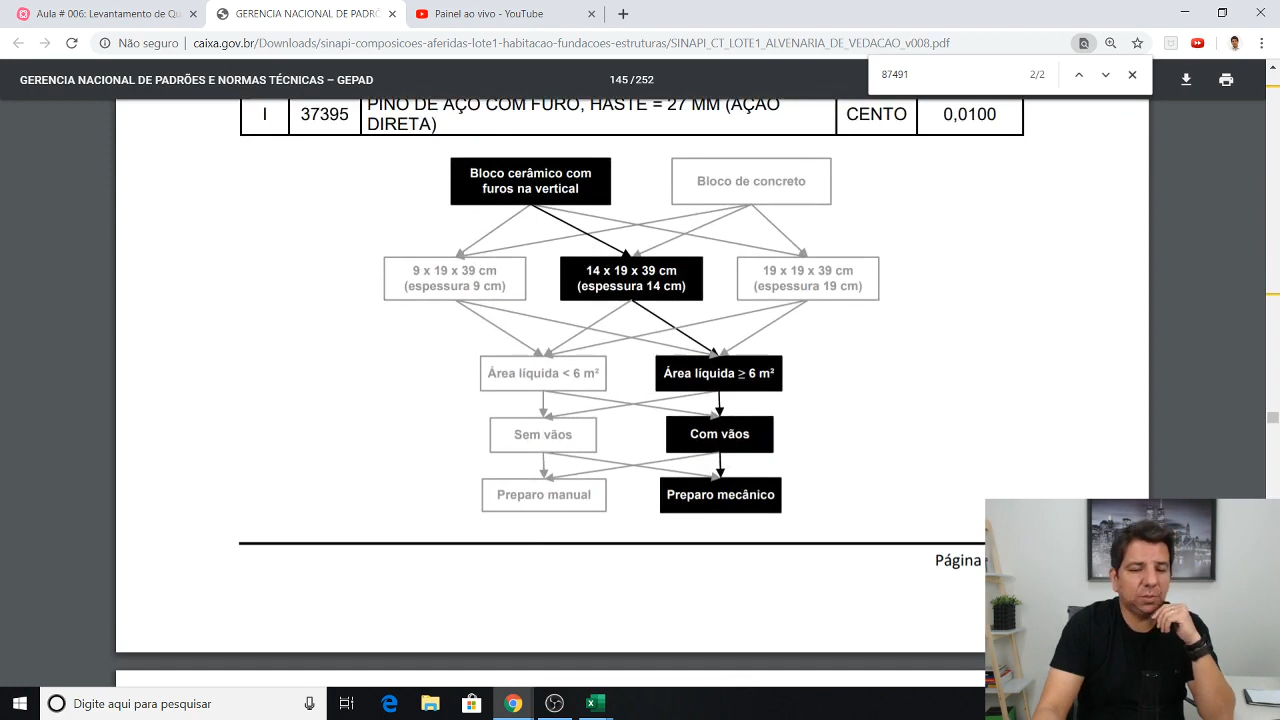 Aula # 006: Levantamento de Qu
GERENCIA NACIONAL DE PADRÕ
Painel ao vivo - YouTube
Não seguro
caixa.gov.br/Downloads/sinapi-composicoes-aferidas-lote1-habitacao-fundacoes-estruturas/SINAPI_CT_LOTE1_ALVENARIA_DE_VEDACAO_v008.pdf
GERENCIA NACIONAL DE PADRÕES E NORMAS TÉCNICAS – GEPAD
145 / 252
87491
2/2
I 37395 PINO DE AÇO COM FURO, HASTE = 27 MM (AÇÃO
DIRETA) CENTO 0,0100
Bloco cerâmico com
furos na vertical
Bloco de concreto
9 x 19 x 39 cm
(espessura 9 cm)
14 x 19 x 39 cm
(espessura 14 cm)
19 x 19 x 39 cm
(espessura 19 cm)
Área líquida < 6 m²
Área líquida ≥ 6 m²
Sem vãos
Com vãos
Preparo manual
Preparo mecânico
Página
Digite aqui para pesquisar